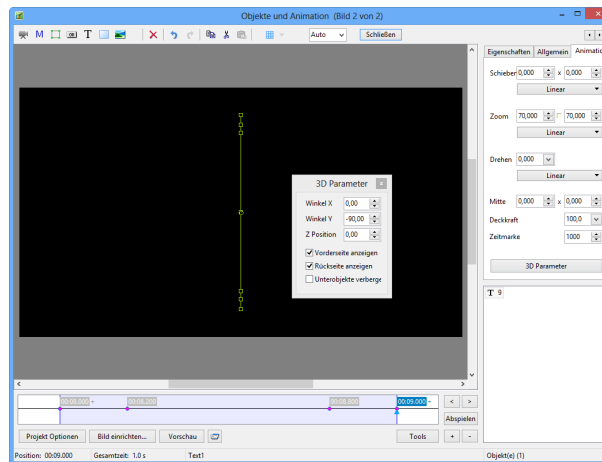 Objekte und Animation (Bild 2 von 2)
M OK T Auto Schließen
Eigenschaften Allgemein Animatio
Schieber 0,000 x 0,000
Linear
Zoom 70,000 70,000
Linear
Drehen 0,000
Linear
Mitte 0,000 x 0,000
Deckkraft 100,0
Zeitmarke 1000
3D Parameter
3D Parameter
Winkel X 0,00
Winkel Y -90,00
Z Position 0,00
Vorderseite anzeigen
Rückseite anzeigen
Unterobjekte verberge
T 9
00:08.000 00:08.200 00:08.800 00:09.000
Abspielen
Projekt Optionen Bild einrichten... Vorschau Tools + -
Position: 00:09.000 Gesamtzeit: 1.0 s Text1 Objekt(e) (1)